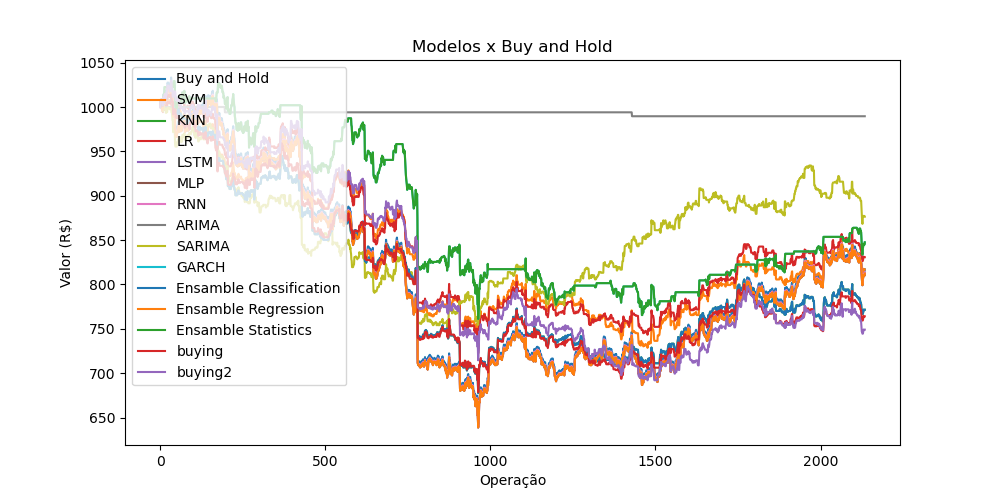 Modelos x Buy and Hold
Valor (R$)
1050
1000
950
900
850
800
750
700
650
Buy and Hold
SVM
KNN
LR
LSTM
MLP
RNN
ARIMA
SARIMA
GARCH
Ensamble Classification
Ensamble Regression
Ensamble Statistics
buying
buying2
0
500
1000
1500
2000
Operação